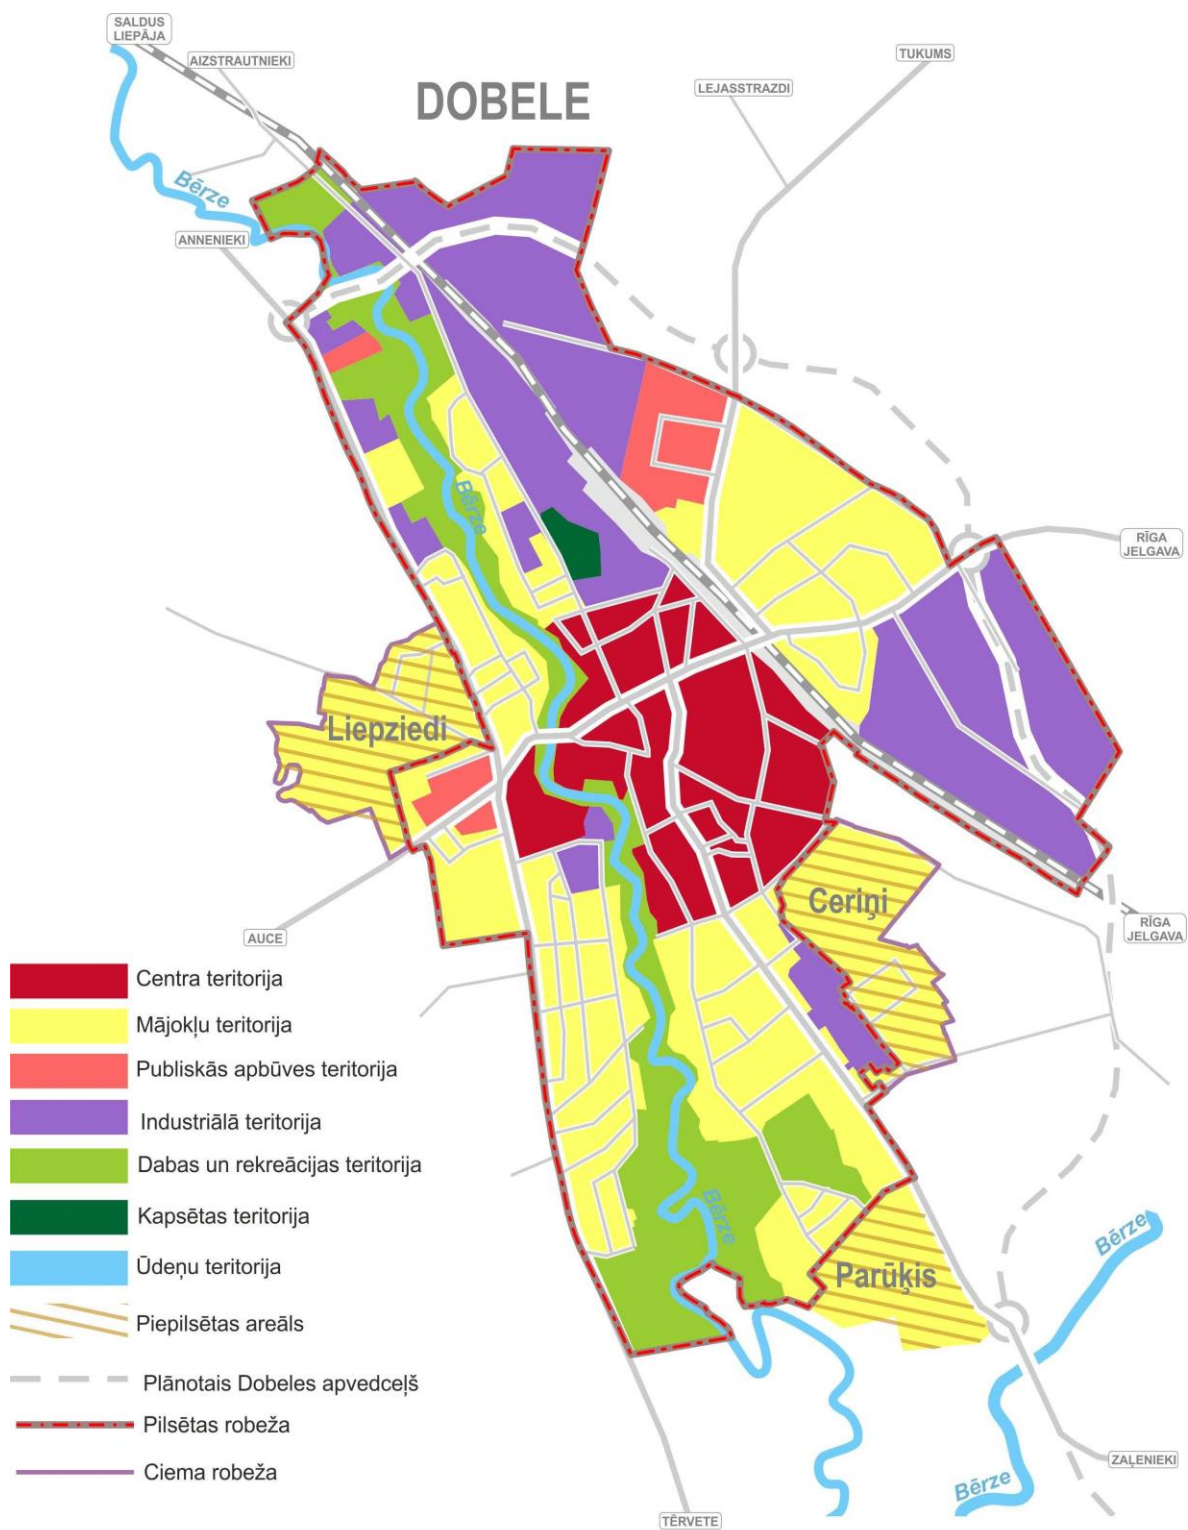 SALDUS
LIEPĀJA
AIZSTRAUTNIEKI
DOBELE
TUKUMS
LEJASSTRAZDI
Bērze
ANNENIEKI
Bērze
RĪGA
JELGAVA
Liepziedi
Ceriņi
AUCE
RĪGA
JELGAVA
Centra teritorija
Mājokļu teritorija
Publiskās apbūves teritorija
Industriālā teritorija
Dabas un rekreācijas teritorija
Kapsētas teritorija
Ūdeņu teritorija
Piepilsētas areāls
Plānotais Dobeles apvedceļš
Pilsētas robeža
Ciema robeža
Bērze
Parūķis
Bērze
Bērze
ZAĻENIEKI
TĒRVETE